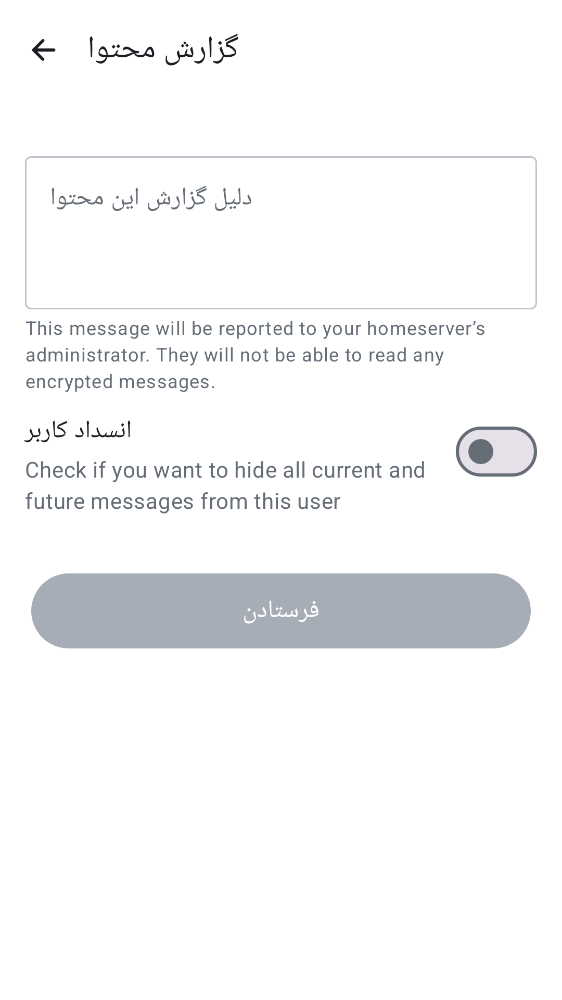 گزارش محتوا
دلیل گزارش این محتوا
This message will be reported to your homeserver’s
administrator. They will not be able to read any
encrypted messages.
انسداد کاربر
Check if you want to hide all current and
future messages from this user
فرستادن